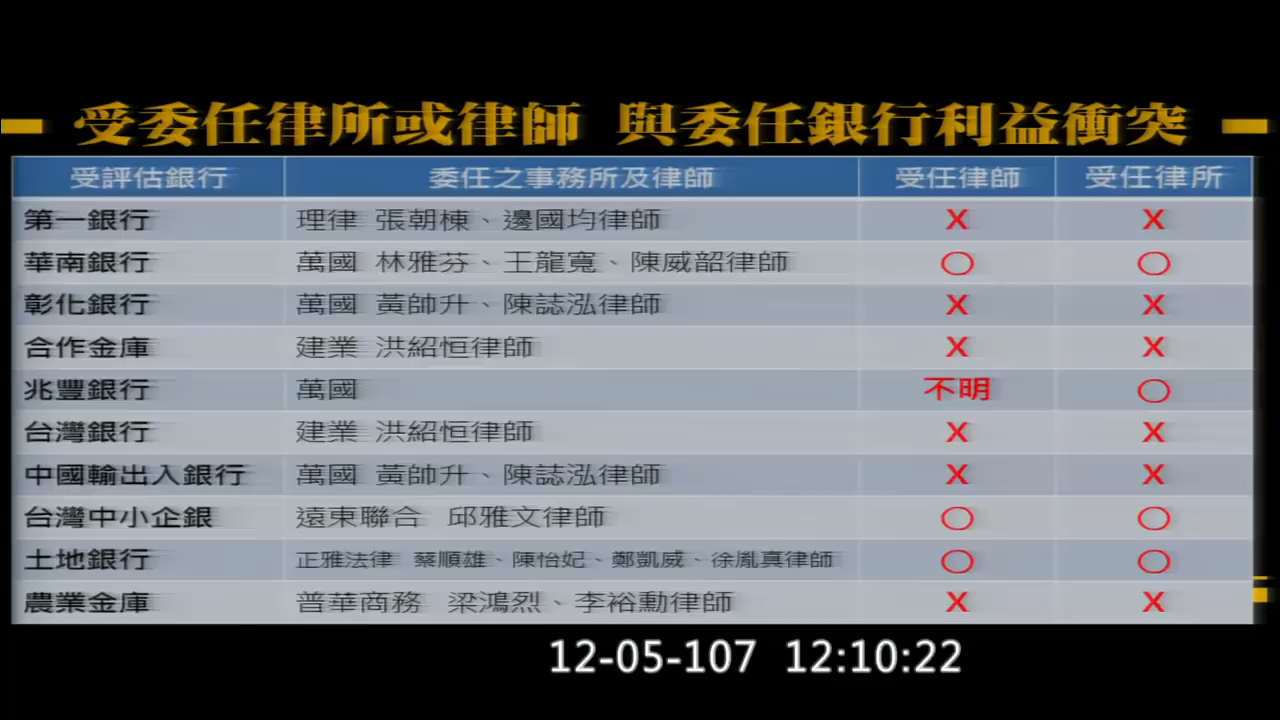 受委任律所或律師 與委任銀行利益衝突
受評估銀行 委任之事務所及律師 受任律師 受任律所
第一銀行 理律 張朝棟、邊國均律師 X X
華南銀行 萬國 林雅芬、王龍寬、陳威韶律師 ○ ○
彰化銀行 萬國 黃帥升、陳誌泓律師 X X
合作金庫 建業 洪紹恒律師 X X
兆豐銀行 萬國 不明 ○
台灣銀行 建業 洪紹恒律師 X X
中國輸出入銀行 萬國 黃帥升、陳誌泓律師 X X
台灣中小企銀 遠東聯合 邱雅文律師 ○ ○
土地銀行 正雅法律 蔡順雄、陳怡妃、鄭凱威、徐胤真律師 ○ ○
農業金庫 普華商務 梁鴻烈、李裕勳律師 X X
12-05-107 12:10:22